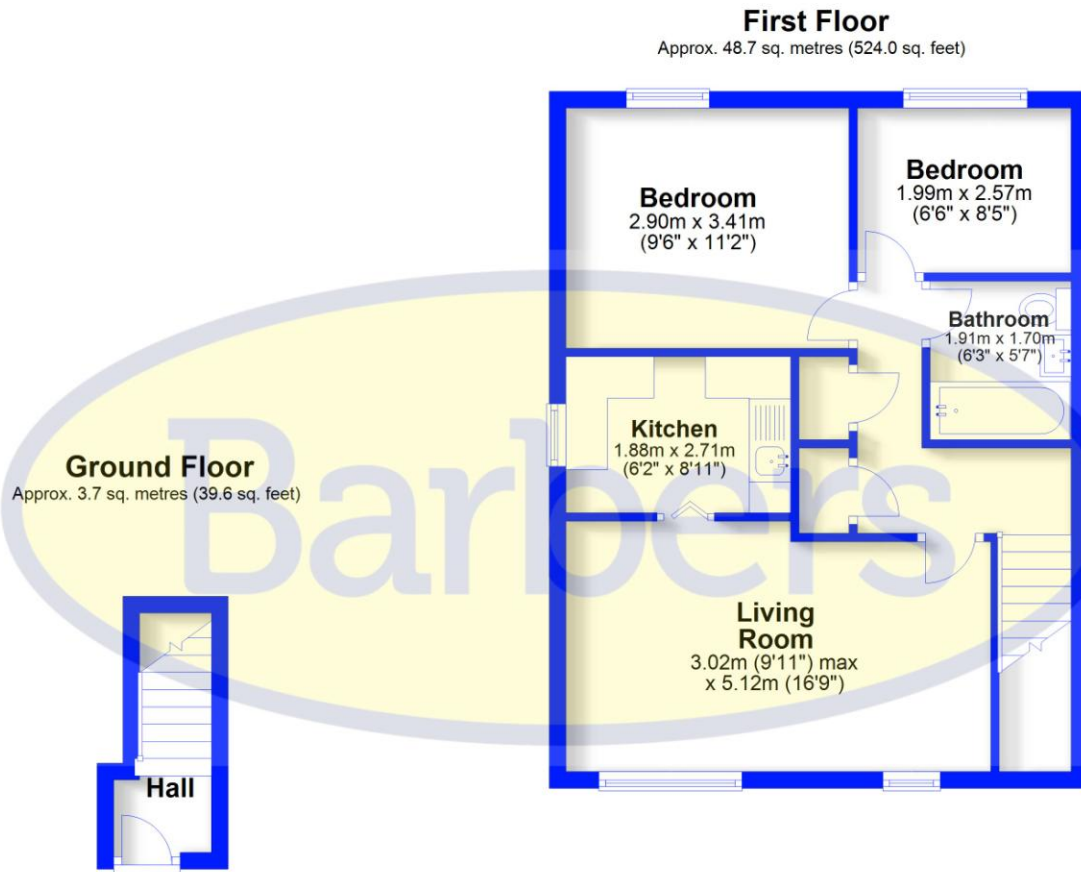 First Floor
Approx. 48.7 sq. metres (524.0 sq. feet)
Bedroom
2.90m x 3.41m
(9'6" x 11'2")
Bedroom
1.99m x 2.57m
(6'6" x 8'5")
Bathroom
1.91m x 1.70m
(6'3" x 5'7")
Kitchen
1.88m x 2.71m
(6'2" x 8'11")
Ground Floor
Approx. 3.7 sq. metres (39.6 sq. feet)
Barbers
Living
Room
3.02m (9'11") max
x 5.12m (16'9")
Hall